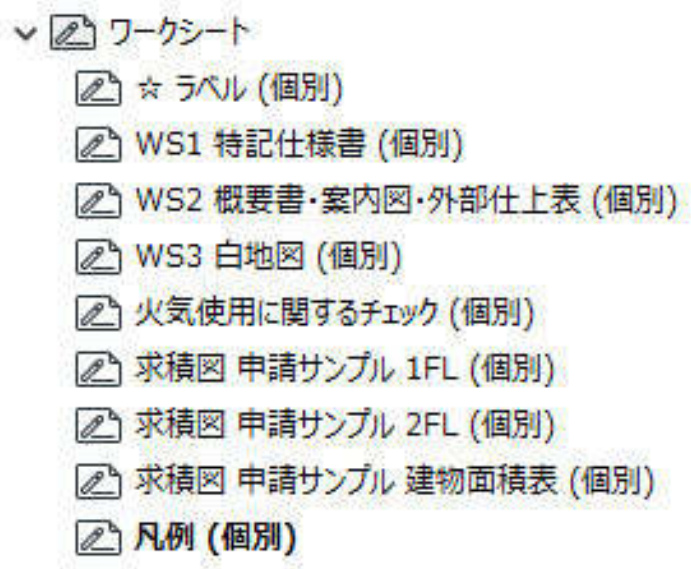 ワークシート
☆ ラベル (個別)
WS1 特記仕様書 (個別)
WS2 概要書・案内図・外部仕上表 (個別)
WS3 白地図 (個別)
火気使用に関するチェック (個別)
求積図 申請サンプル 1FL (個別)
求積図 申請サンプル 2FL (個別)
求積図 申請サンプル 建物面積表 (個別)
凡例 (個別)